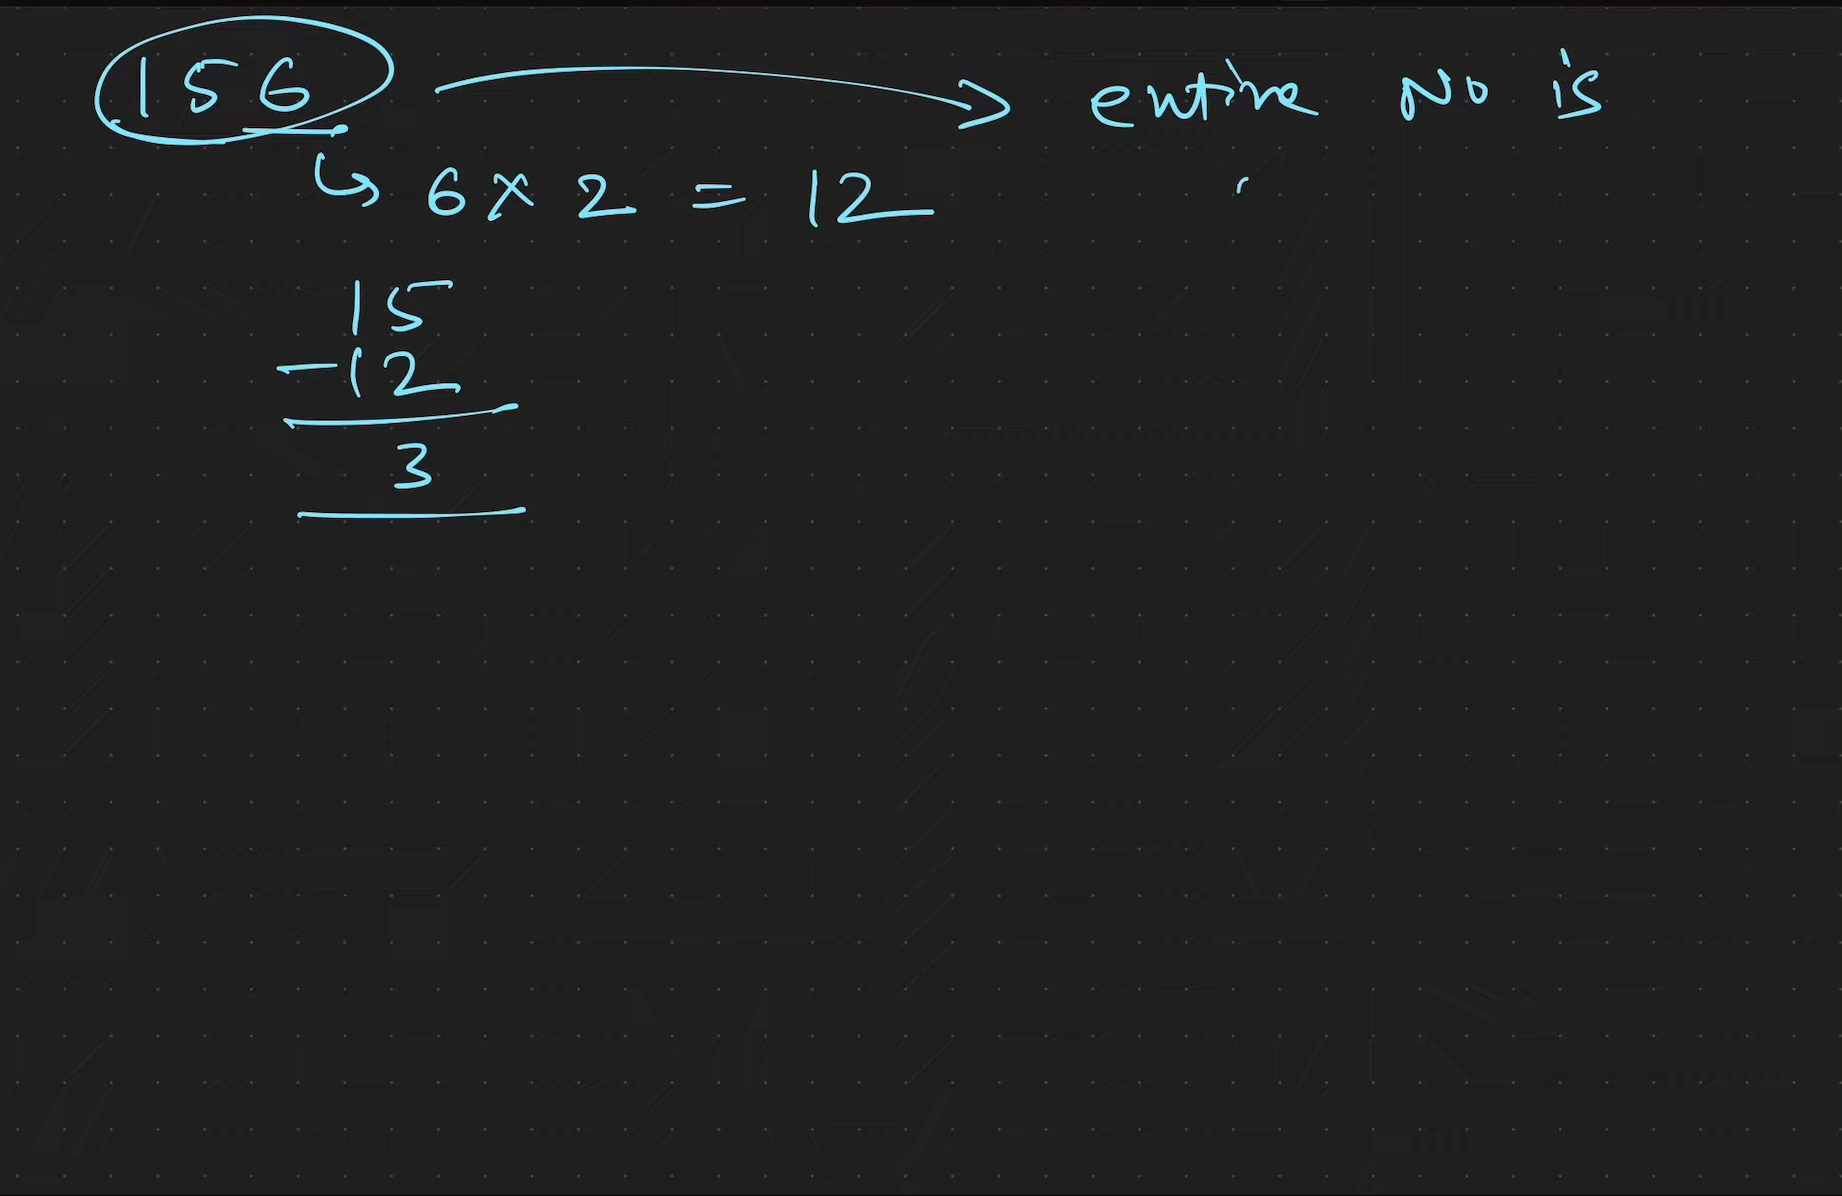 156 → entire No is
↳ 6 × 2 = 12
15
-12
3